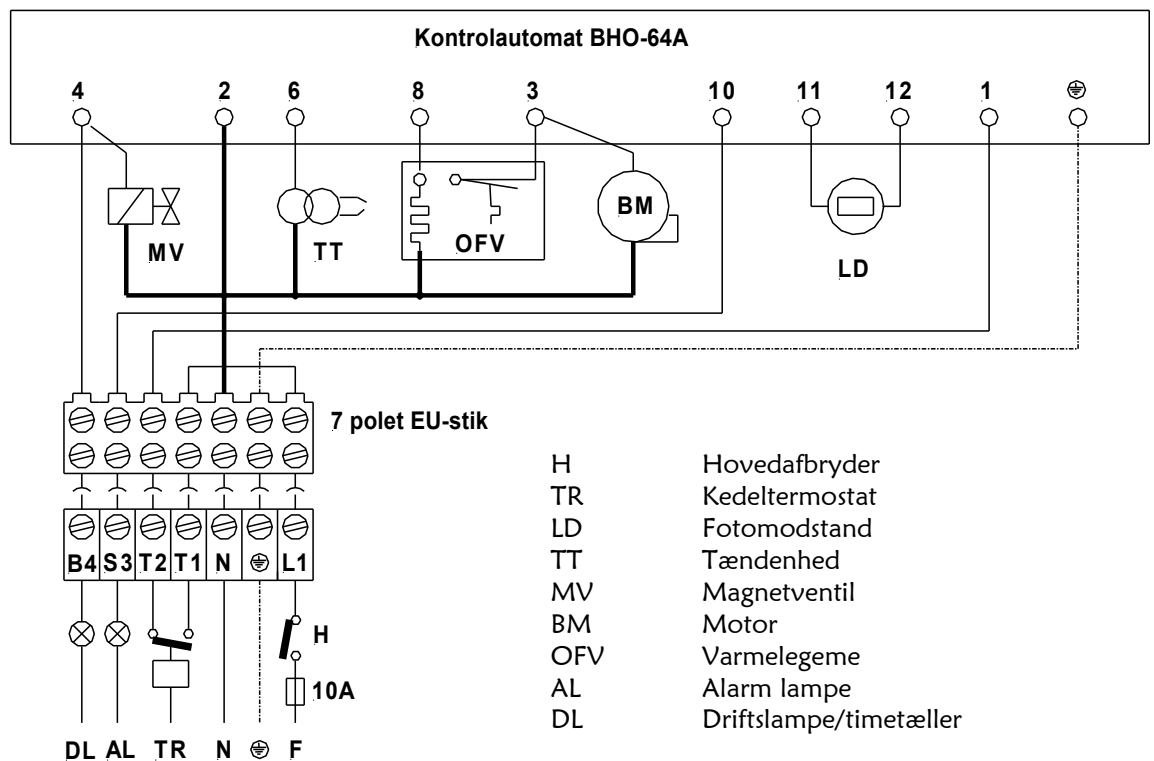 Kontrolautomat BHO-64A
4 2 6 8 3 10 11 12 1
MV TT OFV BM LD
7 polet EU-stik
B4 S3 T2 T1 N L1
H
10A
DL AL TR N F
H Hovedafbryder
TR Kedeltermostat
LD Fotomodstand
TT Tændenhed
MV Magnetventil
BM Motor
OFV Varmelegeme
AL Alarm lampe
DL Driftslampe/timetæller